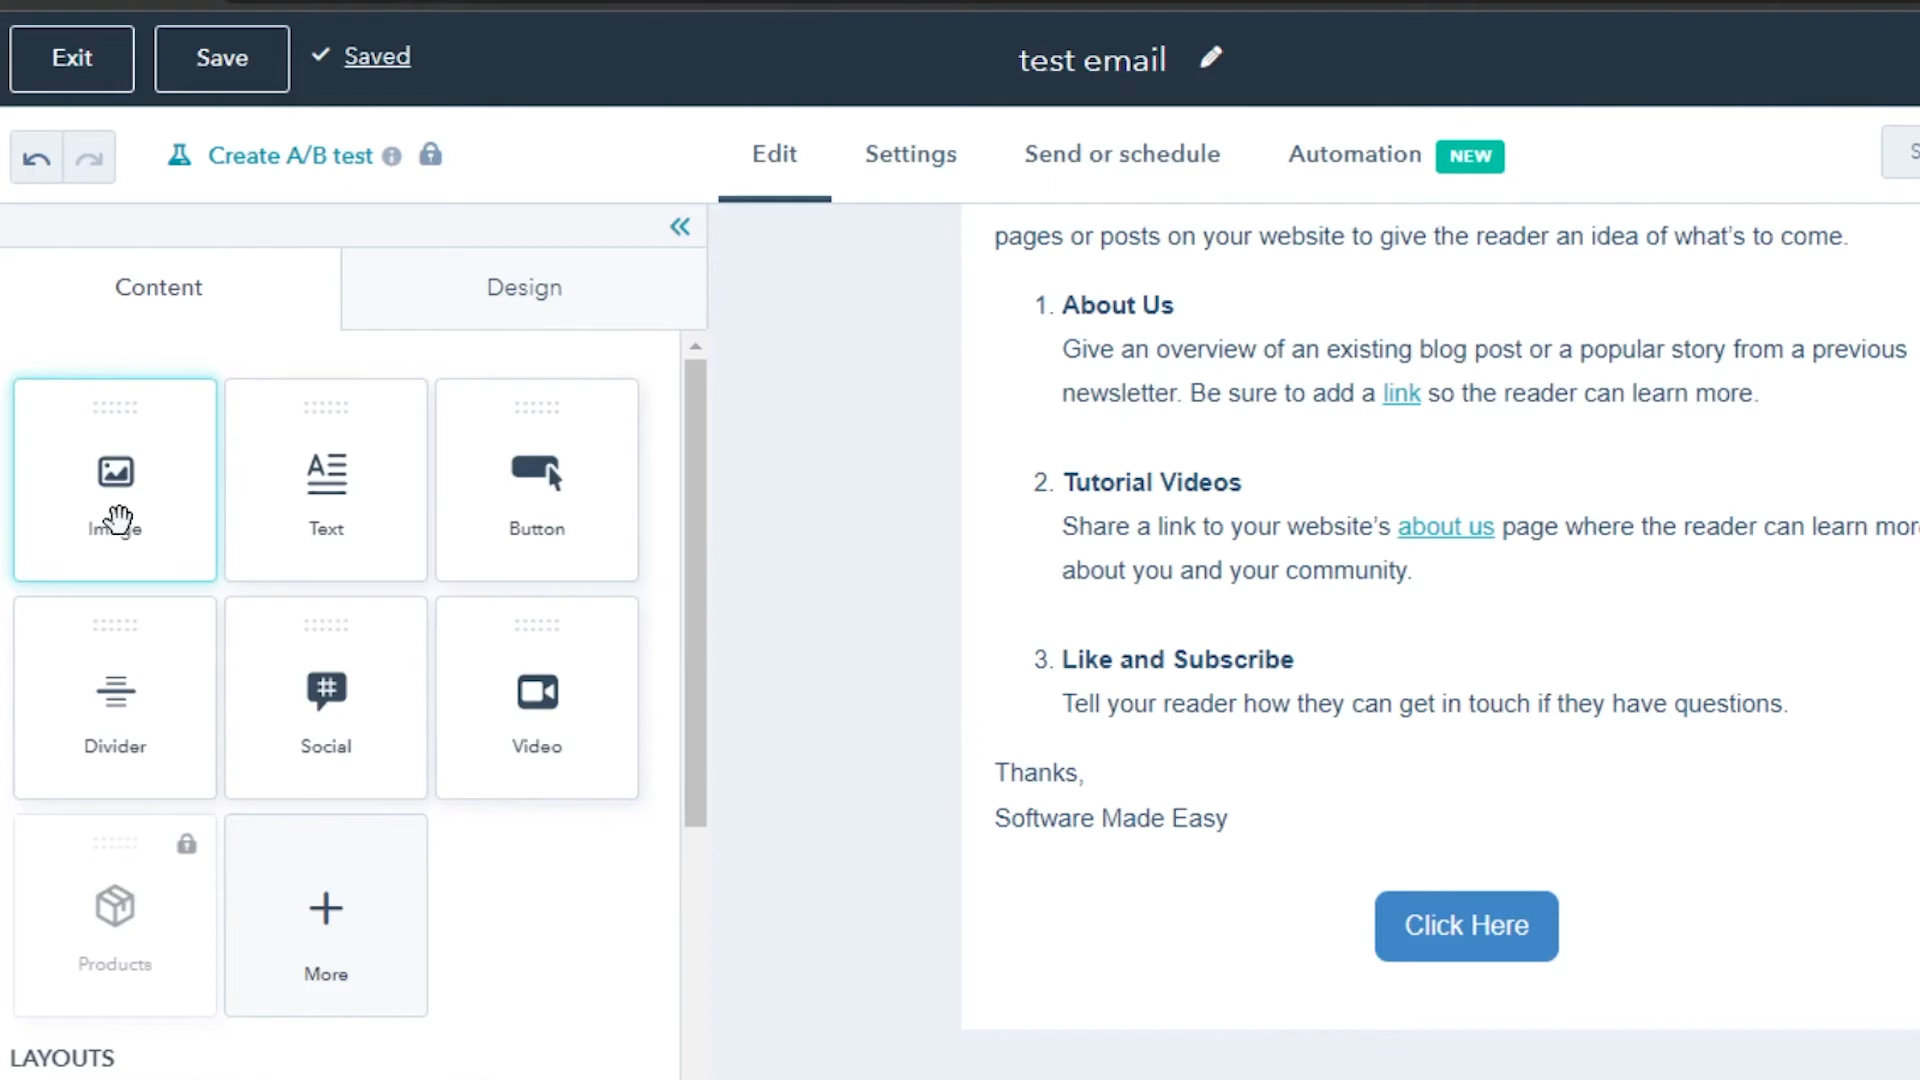 Exit
Save
Saved
test email
Create A/B test
Edit
Settings
Send or schedule
Automation
NEW
S
Content
Design
Image
Text
Button
Divider
Social
Video
Products
More
LAYOUTS
pages or posts on your website to give the reader an idea of what's to come.
1. About Us
Give an overview of an existing blog post or a popular story from a previous
newsletter. Be sure to add a link so the reader can learn more.
2. Tutorial Videos
Share a link to your website's about us page where the reader can learn more
about you and your community.
3. Like and Subscribe
Tell your reader how they can get in touch if they have questions.
Thanks,
Software Made Easy
Click Here